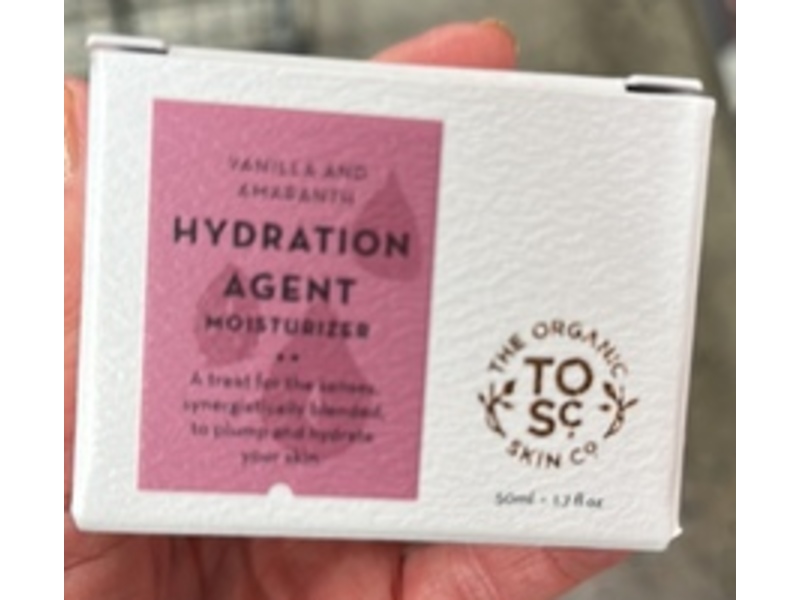 VANILLA AND
AMARANTH
HYDRATION
AGENT
MOISTURIZER
A treat for the senses,
synergistically blended,
to plump and hydrate
your skin
THE ORGANIC
TO
SC
SKIN CO
50ml - 1.7 fl oz